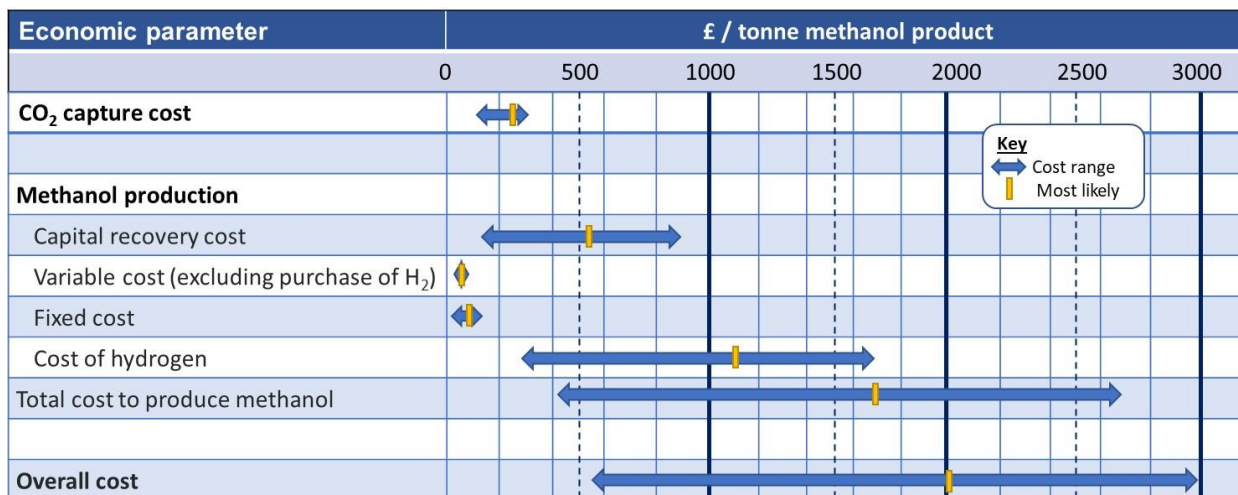 Economic parameter £ / tonne methanol product
0 500 1000 1500 2000 2500 3000
CO₂ capture cost
Key
Cost range
Most likely
Methanol production
Capital recovery cost
Variable cost (excluding purchase of H₂)
Fixed cost
Cost of hydrogen
Total cost to produce methanol
Overall cost